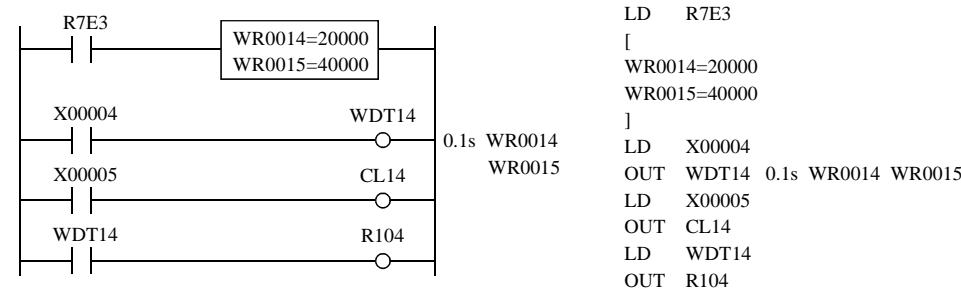 R7E3
WR0014=20000
WR0015=40000
X00004
WDT14
0.1s WR0014
WR0015
X00005
CL14
WDT14
R104
LD R7E3
[
WR0014=20000
WR0015=40000
]
LD X00004
OUT WDT14 0.1s WR0014 WR0015
LD X00005
OUT CL14
LD WDT14
OUT R104